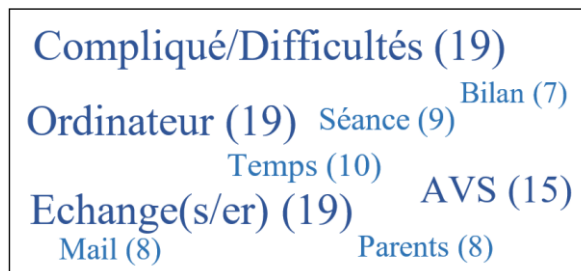 Compliqué/Difficultés (19)
Bilan (7)
Ordinateur (19) Séance (9)
Temps (10)
Echange(s/er) (19) AVS (15)
Mail (8) Parents (8)